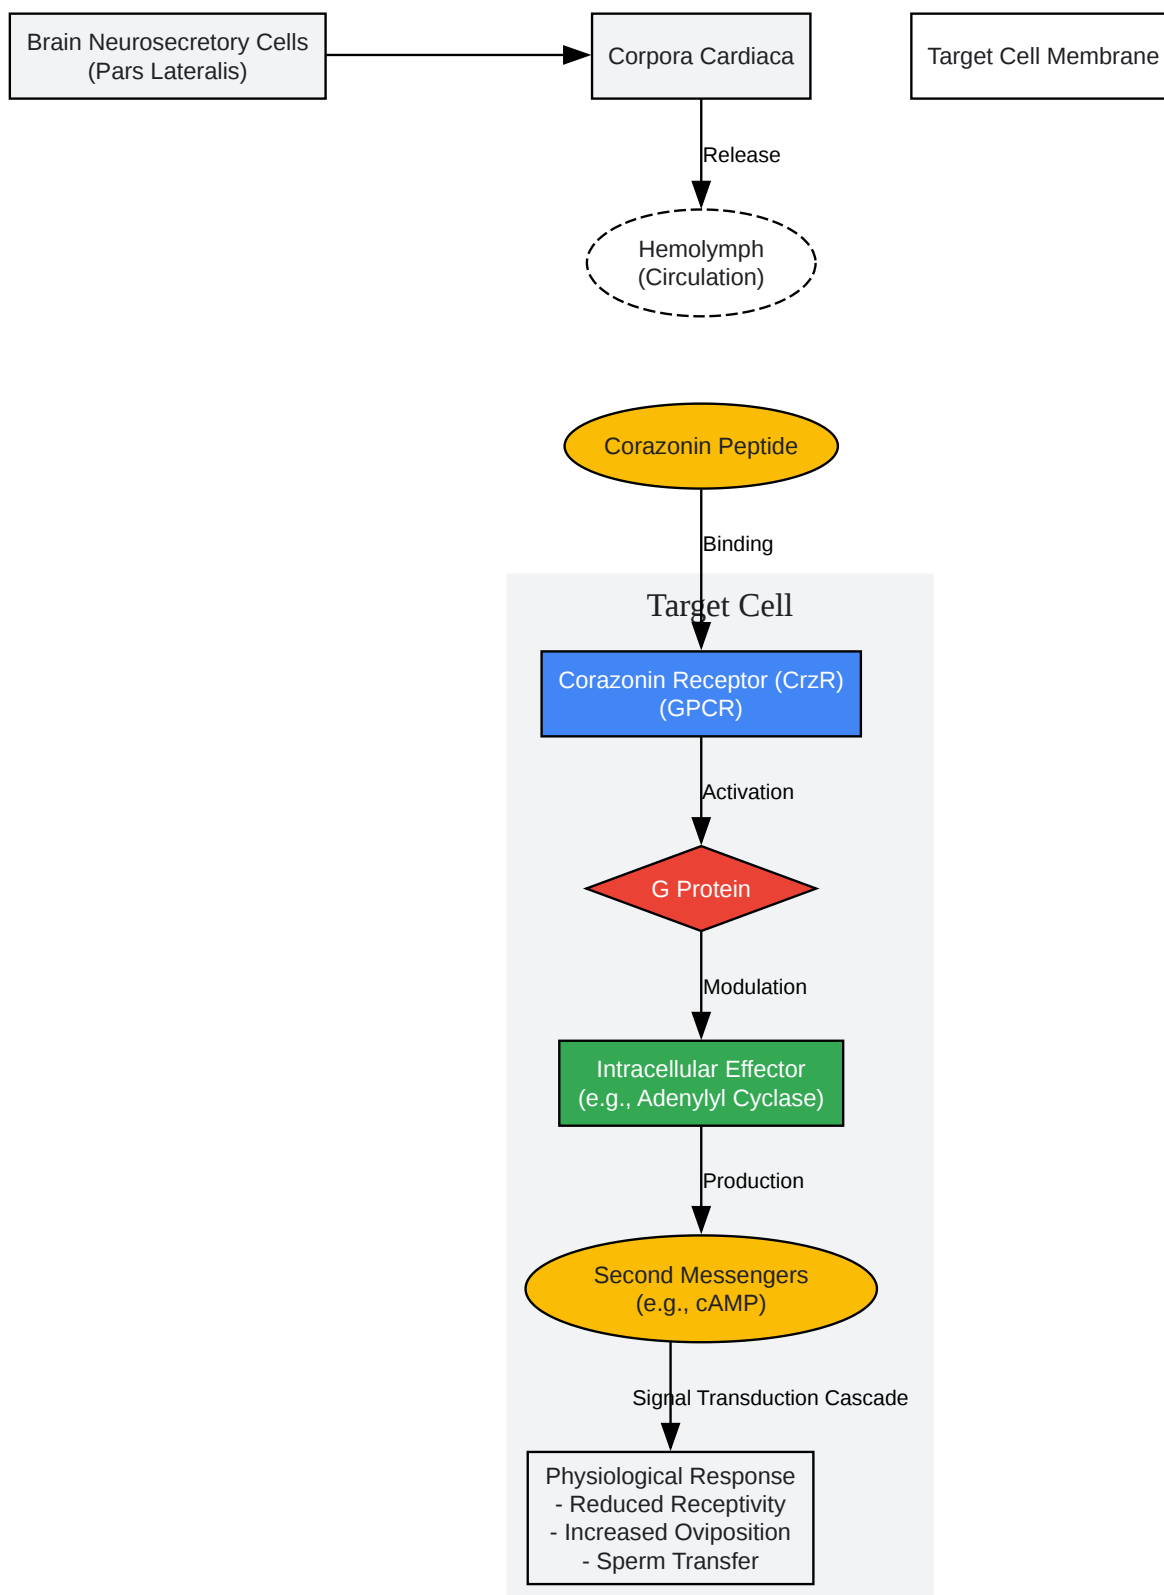 Brain Neurosecretory Cells
(Pars Lateralis)
Corpora Cardiaca
Target Cell Membrane
Release
Hemolymph
(Circulation)
Corazonin Peptide
Binding
Target Cell
Corazonin Receptor (CrzR)
(GPCR)
Activation
G Protein
Modulation
Intracellular Effector
(e.g., Adenylyl Cyclase)
Production
Second Messengers
(e.g., cAMP)
Signal Transduction Cascade
Physiological Response
- Reduced Receptivity
- Increased Oviposition
- Sperm Transfer